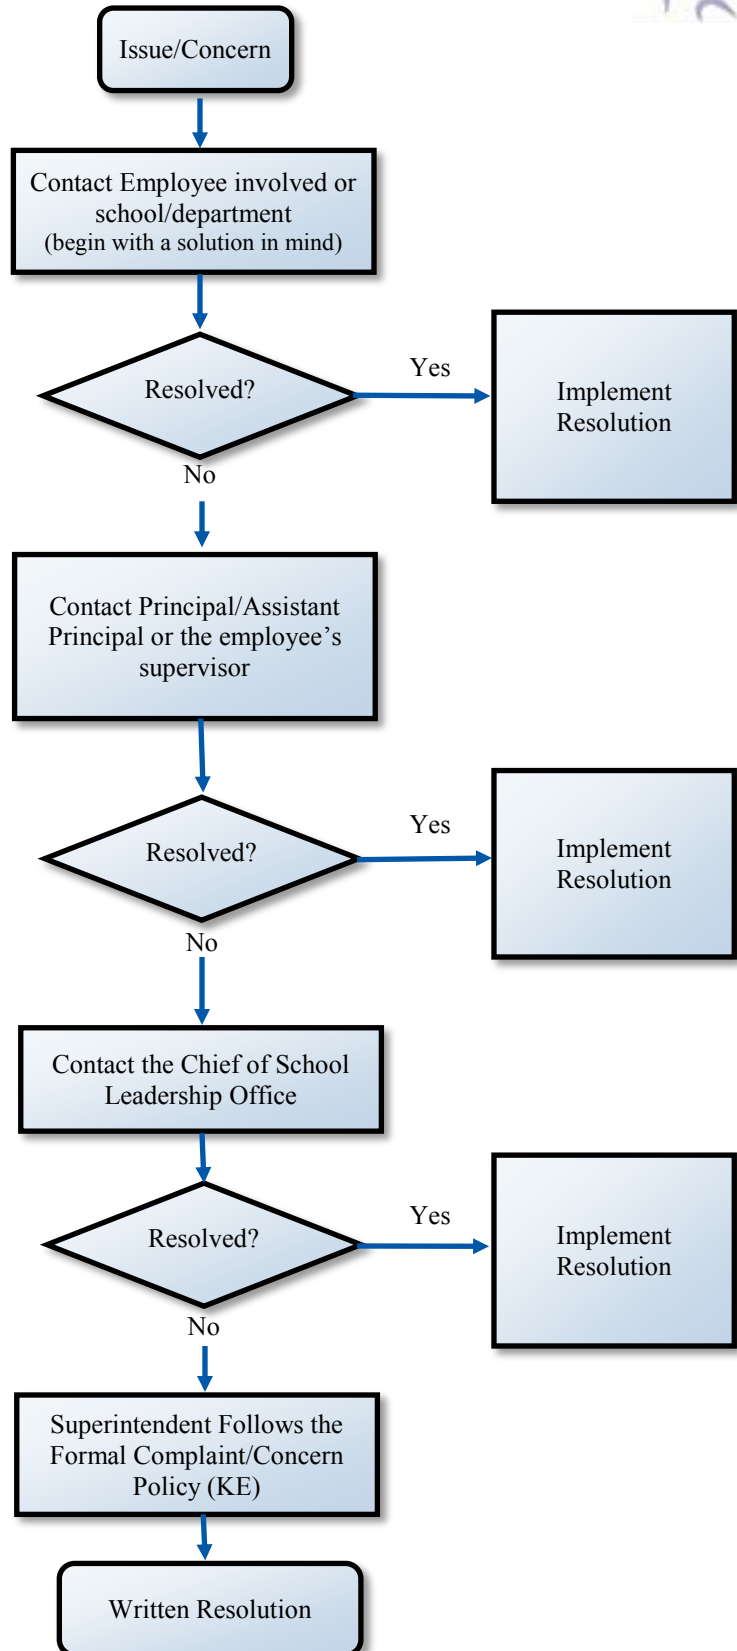 Issue/Concern
Contact Employee involved or
school/department
(begin with a solution in mind)
Resolved?
Yes
Implement
Resolution
No
Contact Principal/Assistant
Principal or the employee’s
supervisor
Resolved?
Yes
Implement
Resolution
No
Contact the Chief of School
Leadership Office
Resolved?
Yes
Implement
Resolution
No
Superintendent Follows the
Formal Complaint/Concern
Policy (KE)
Written Resolution